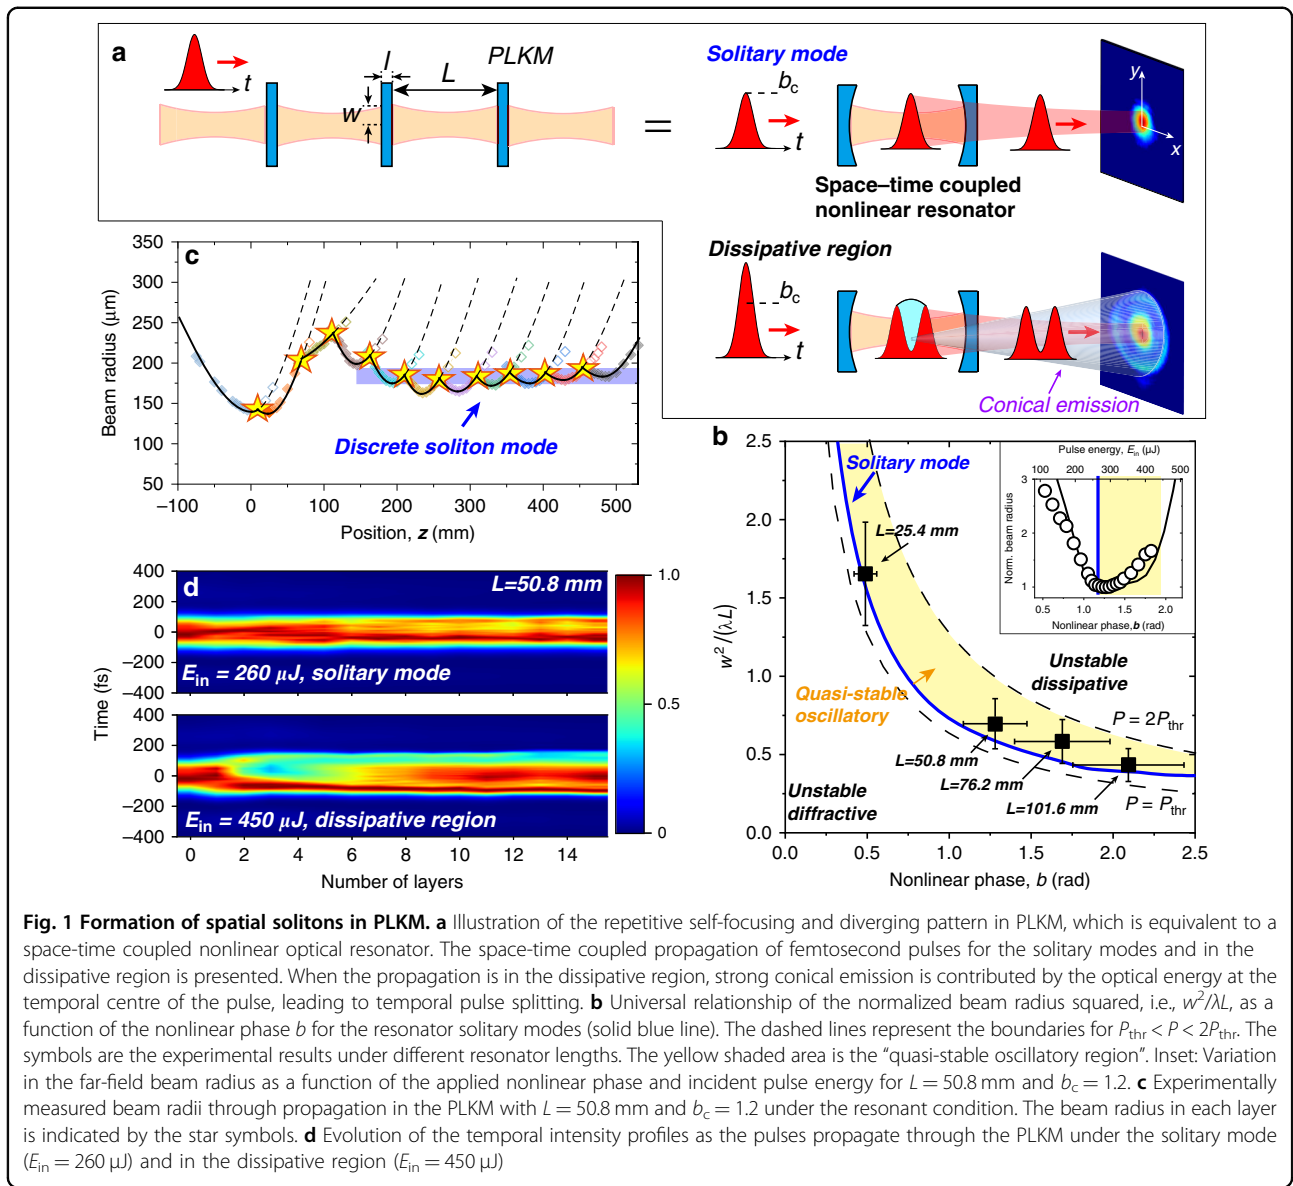 a
t
l
L
PLKM
w
=
Solitary mode
b_c
t
y
x
Space–time coupled
nonlinear resonator
Dissipative region
b_c
t
Conical emission
c
350
300
250
200
150
100
50
Beam radius (μm)
−100 0 100 200 300 400 500
Position, z (mm)
Discrete soliton mode
b
2.5
2.0
1.5
1.0
0.5
0.0
w²/(λL)
0.0 0.5 1.0 1.5 2.0 2.5
Nonlinear phase, b (rad)
Solitary mode
L=25.4 mm
Quasi-stable
oscillatory
Unstable
dissipative
P = 2P_thr
L=50.8 mm
L=76.2 mm
L=101.6 mm
P = P_thr
Unstable
diffractive
Pulse energy, E_in (μJ)
100 200 300 400 500
3
2
1
Norm. beam radius
0.5 1.0 1.5 2.0
Nonlinear phase, b (rad)
d
L=50.8 mm
400
200
0
−200
−400
E_in = 260 μJ, solitary mode
400
200
0
−200
−400
E_in = 450 μJ, dissipative region
Time (fs)
0 2 4 6 8 10 12 14
Number of layers
1.0
0.5
0
Fig. 1 Formation of spatial solitons in PLKM. a Illustration of the repetitive self-focusing and diverging pattern in PLKM, which is equivalent to a
space-time coupled nonlinear optical resonator. The space-time coupled propagation of femtosecond pulses for the solitary modes and in the
dissipative region is presented. When the propagation is in the dissipative region, strong conical emission is contributed by the optical energy at the
temporal centre of the pulse, leading to temporal pulse splitting. b Universal relationship of the normalized beam radius squared, i.e., w²/λL, as a
function of the nonlinear phase b for the resonator solitary modes (solid blue line). The dashed lines represent the boundaries for P_thr < P < 2P_thr. The
symbols are the experimental results under different resonator lengths. The yellow shaded area is the “quasi-stable oscillatory region”. Inset: Variation
in the far-field beam radius as a function of the applied nonlinear phase and incident pulse energy for L = 50.8 mm and b_c = 1.2. c Experimentally
measured beam radii through propagation in the PLKM with L = 50.8 mm and b_c = 1.2 under the resonant condition. The beam radius in each layer
is indicated by the star symbols. d Evolution of the temporal intensity profiles as the pulses propagate through the PLKM under the solitary mode
(E_in = 260 μJ) and in the dissipative region (E_in = 450 μJ)